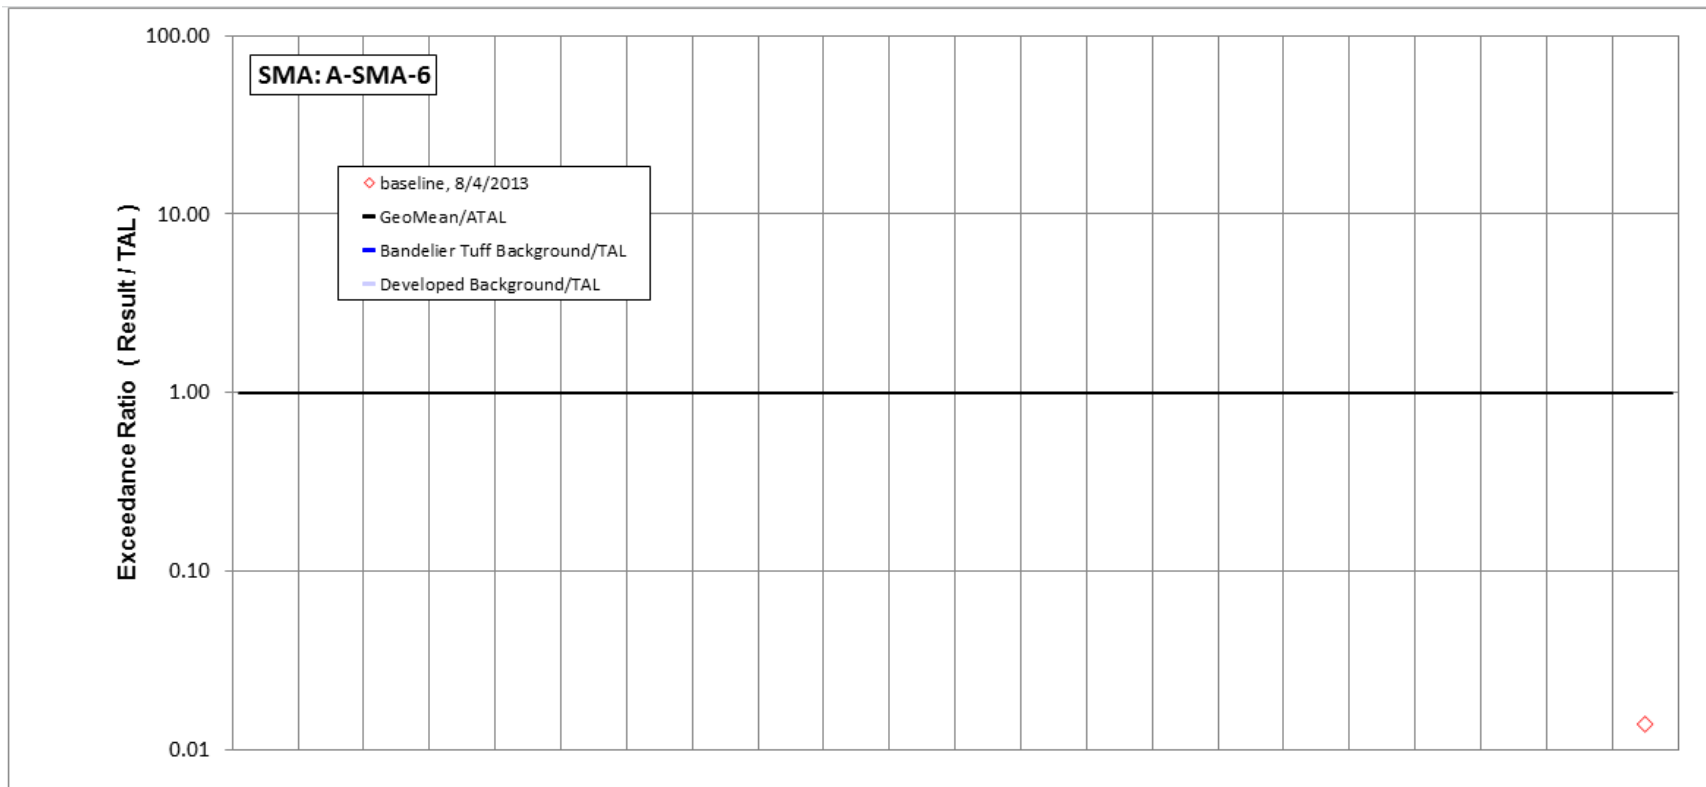 100.00
SMA: A-SMA-6
baseline, 8/4/2013
GeoMean/ATAL
Bandelier Tuff Background/TAL
Developed Background/TAL
Exceedance Ratio ( Result / TAL )
10.00
1.00
0.10
0.01